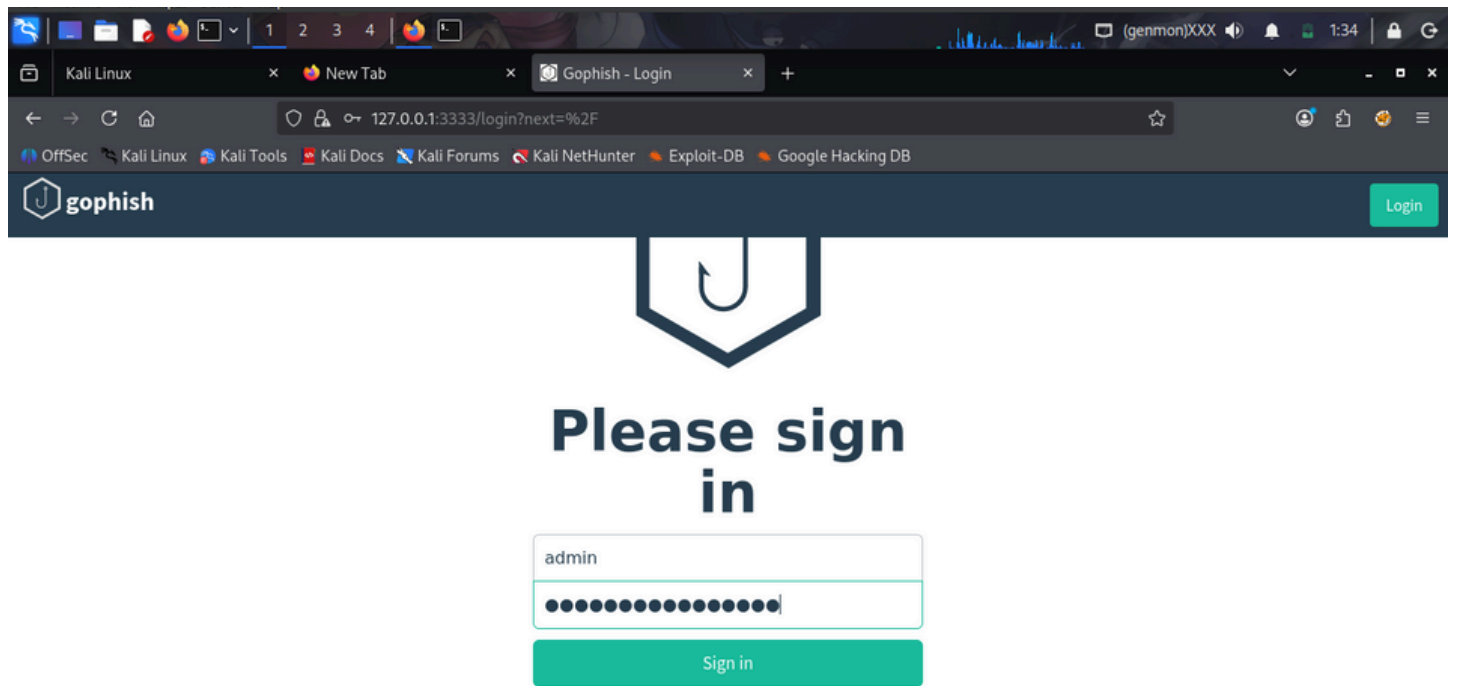 1 2 3 4 (genmon)XXX 1:34
Kali Linux New Tab Gophish - Login
127.0.0.1:3333/login?next=%2F
OffSec Kali Linux Kali Tools Kali Docs Kali Forums Kali NetHunter Exploit-DB Google Hacking DB
gophish Login
Please sign
in
admin
Sign in